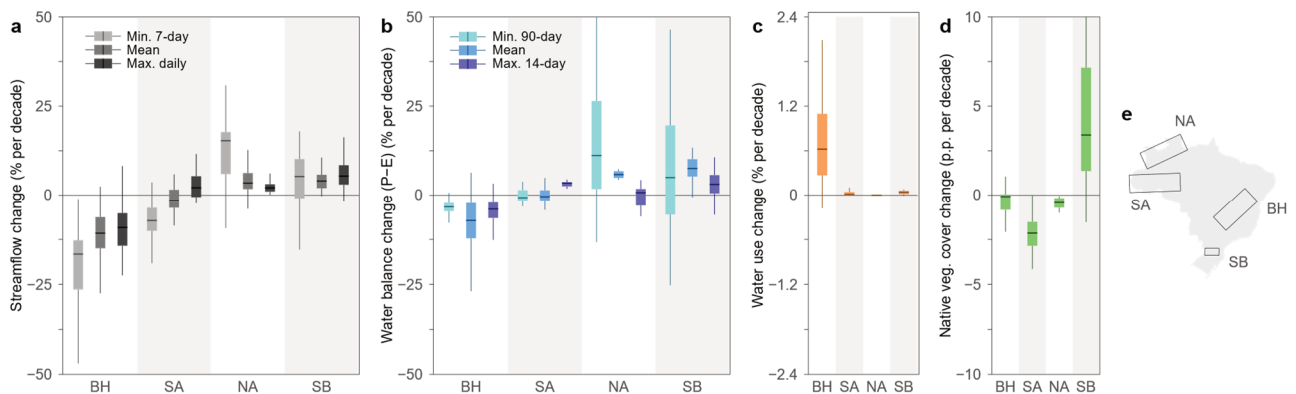 a
Streamflow change (% per decade)
50
25
0
−25
−50
Min. 7-day
Mean
Max. daily
BH SA NA SB
b
Water balance change (P−E) (% per decade)
50
25
0
−25
−50
Min. 90-day
Mean
Max. 14-day
BH SA NA SB
c
Water use change (% per decade)
2.4
1.2
0
−1.2
−2.4
BH SA NA SB
d
Native veg. cover change (p.p. per decade)
10
5
0
−5
−10
BH SA NA SB
e
NA
SA
BH
SB